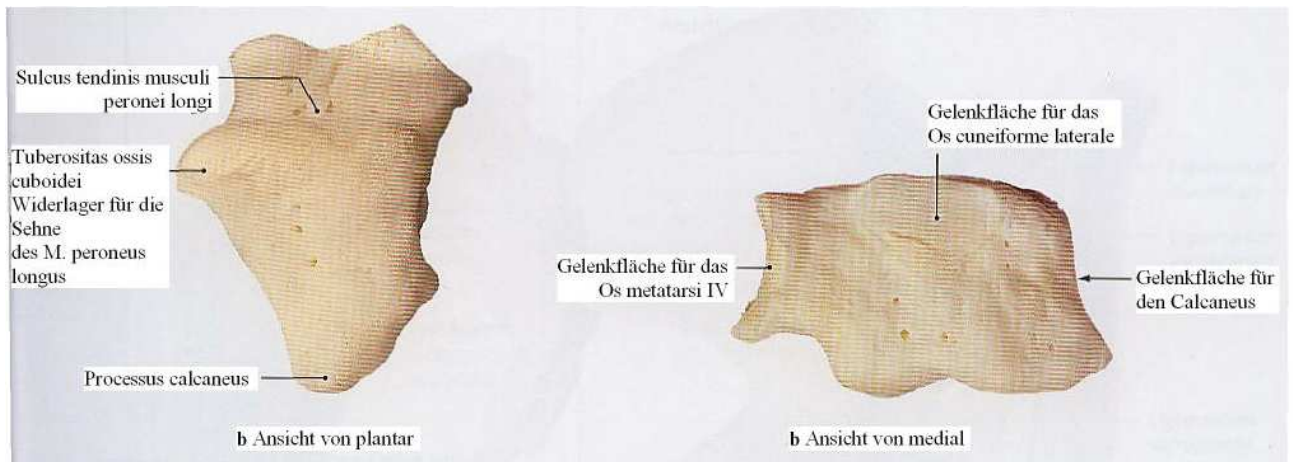 Sulcus tendinis musculi
peronei longi
Tuberositas ossis
cuboidei
Widerlager für die
Sehne
des M. peroneus
longus
Processus calcaneus
b Ansicht von plantar
Gelenkfläche für das
Os cuneiforme laterale
Gelenkfläche für das
Os metatarsi IV
Gelenkfläche für
den Calcaneus
b Ansicht von medial